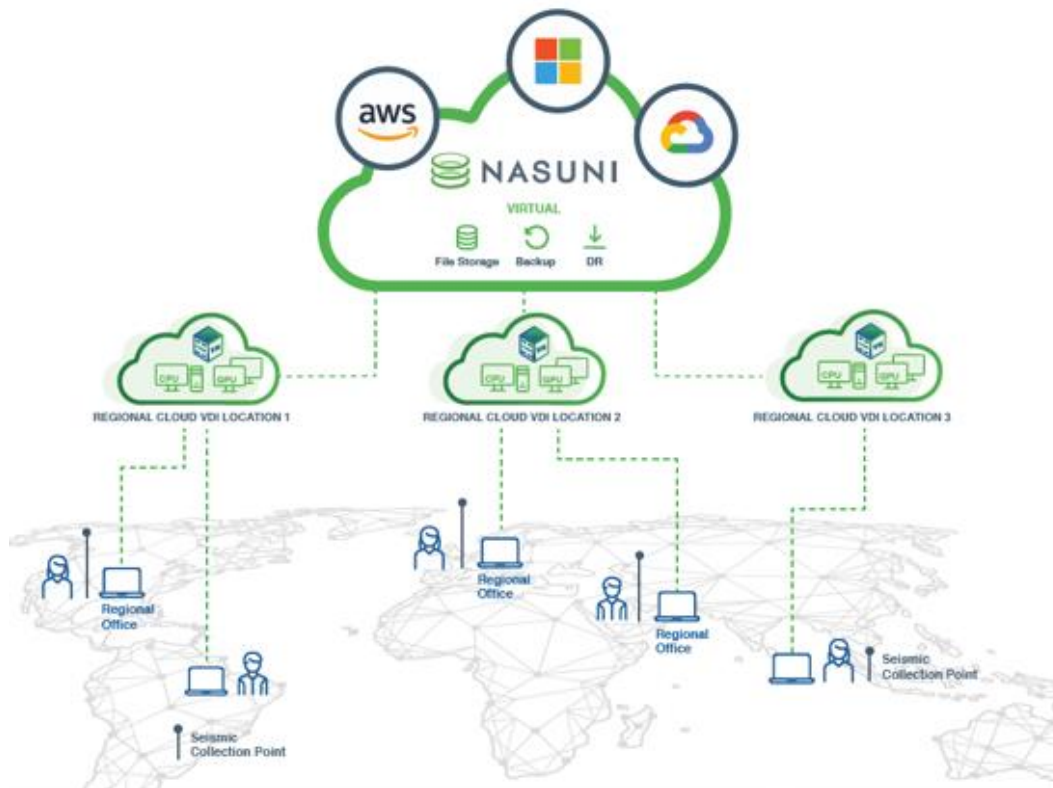 aws
NASUNI
VIRTUAL
File Storage Backup DR
CPU GPU
CPU GPU
CPU GPU
REGIONAL CLOUD VDI LOCATION 1
REGIONAL CLOUD VDI LOCATION 2
REGIONAL CLOUD VDI LOCATION 3
Regional
Office
Regional
Office
Regional
Office
Seismic
Collection Point
Seismic
Collection Point